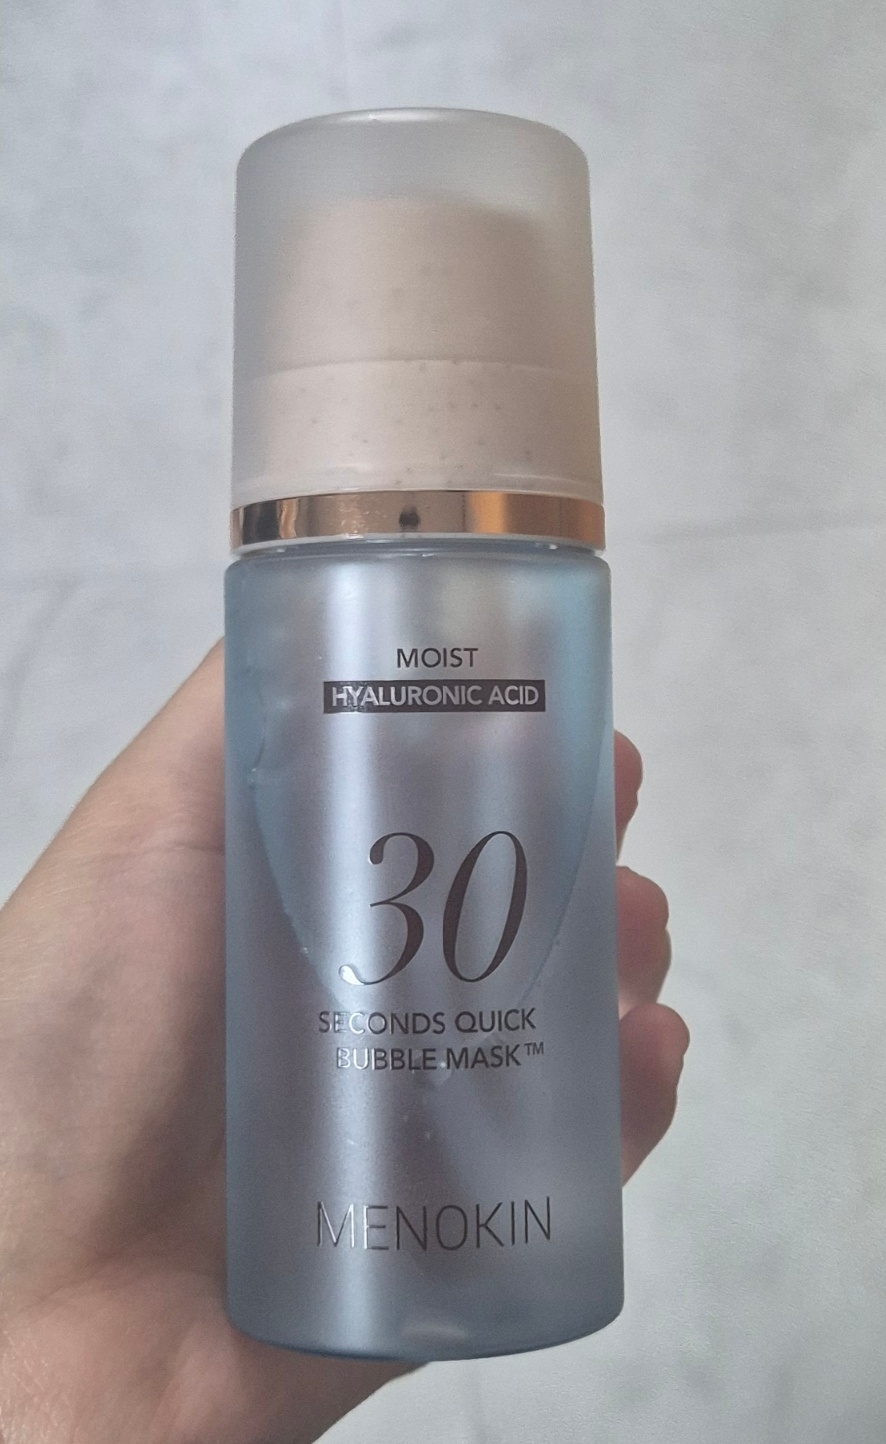 MOIST
HYALURONIC ACID
30
SECONDS QUICK
BUBBLE MASK™
MENOKIN